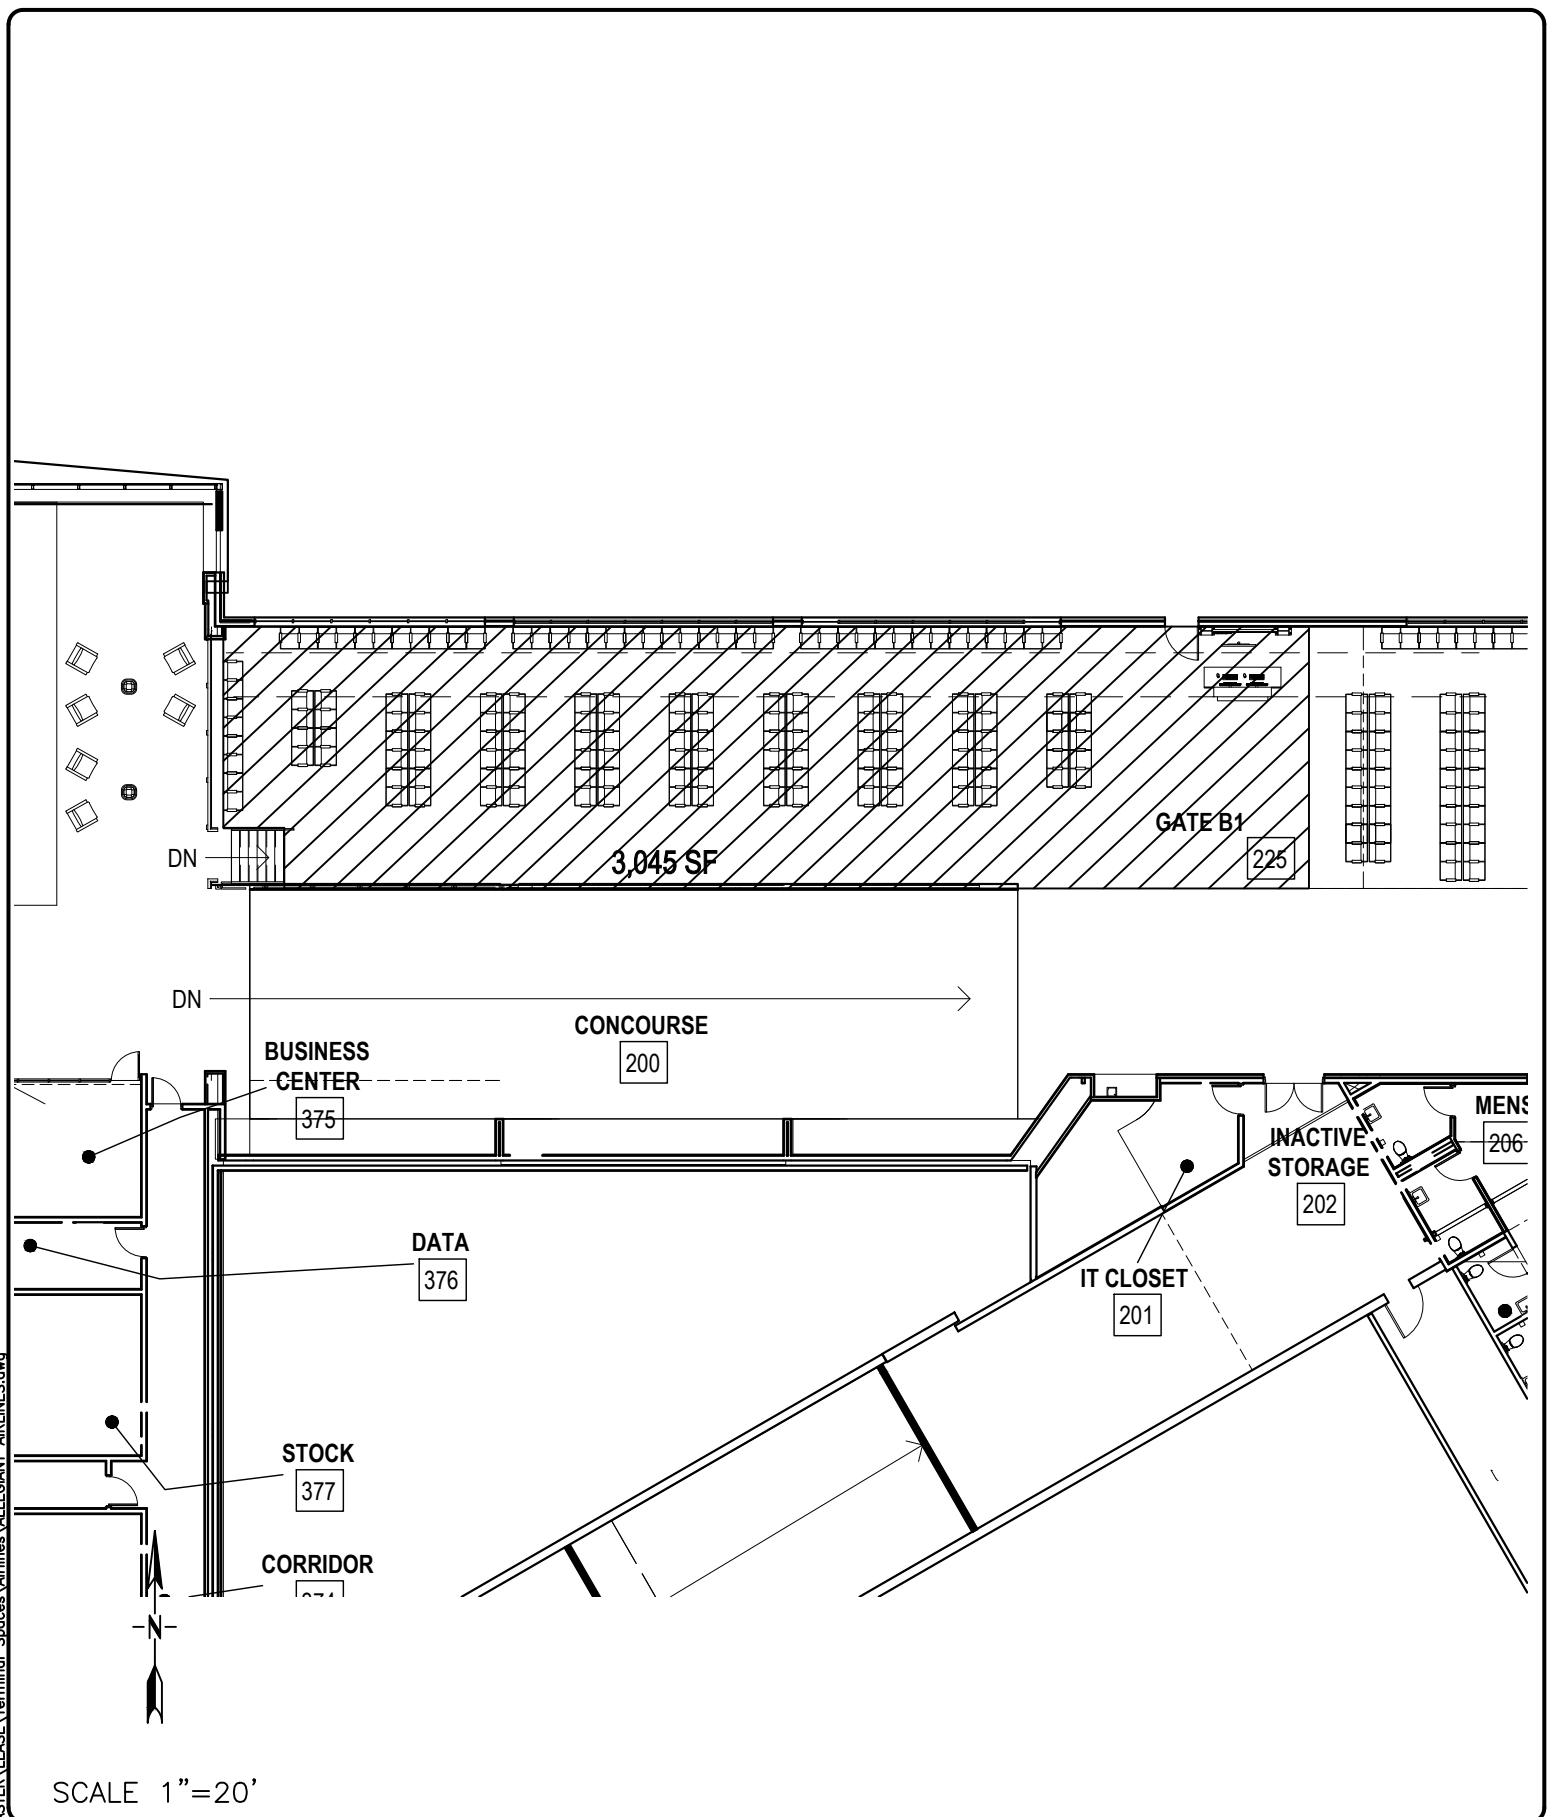 GATE B1
225
DN
3,045 SF
DN
CONCOURSE
200
BUSINESS
CENTER
375
MENS
206
INACTIVE
STORAGE
202
DATA
376
IT CLOSET
201
STOCK
377
CORRIDOR
N
SCALE 1"=20'